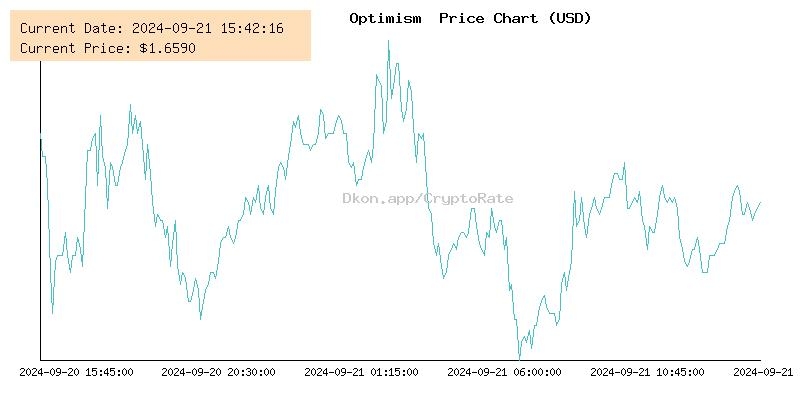 Optimism  Price Chart (USD)
Current Date: 2024-09-21 15:42:16
Current Price: $1.6590
Dkon.app/CryptoRate
2024-09-20 15:45:00 2024-09-20 20:30:00 2024-09-21 01:15:00 2024-09-21 06:00:00 2024-09-21 10:45:00 2024-09-21